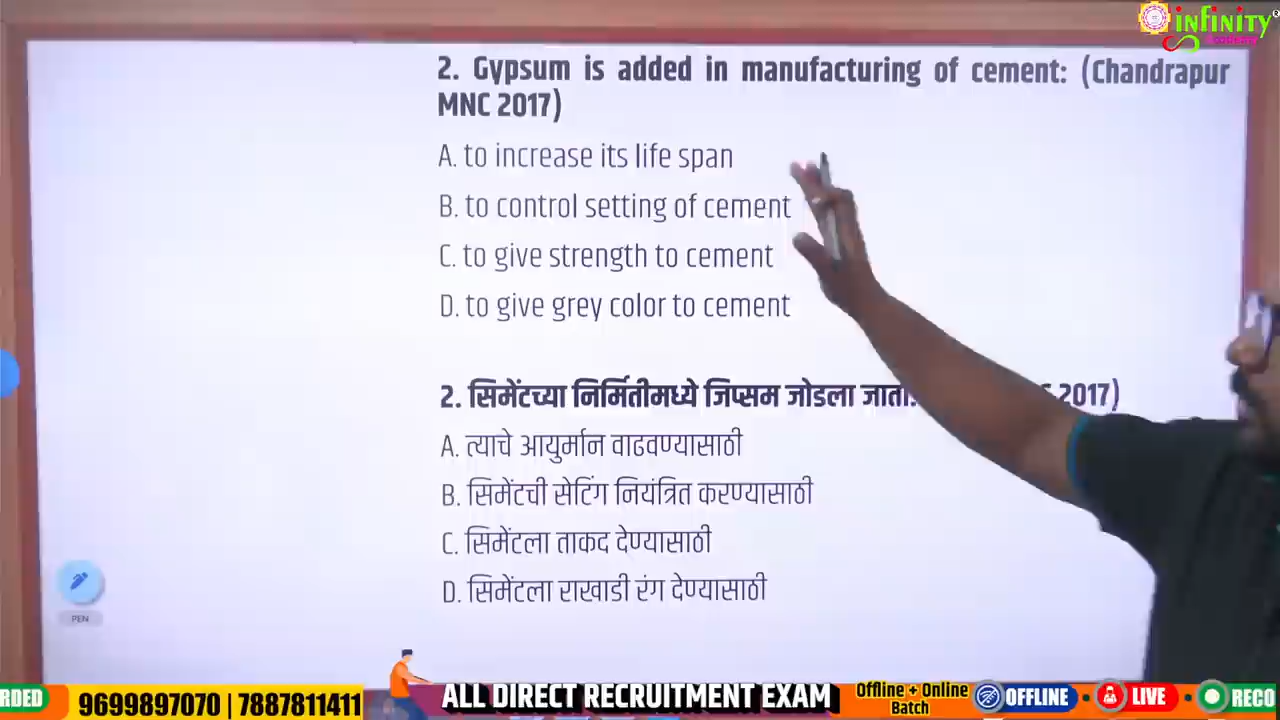 infinity
2. Gypsum is added in manufacturing of cement: (Chandrapur
MNC 2017)
A. to increase its life span
B. to control setting of cement
C. to give strength to cement
D. to give grey color to cement
2. सिमेंटच्या निर्मितीमध्ये जिप्सम जोडला जाता 2017)
A. त्याचे आयुर्मान वाढवण्यासाठी
B. सिमेंटची सेटिंग नियंत्रित करण्यासाठी
C. सिमेंटला ताकद देण्यासाठी
D. सिमेंटला राखाडी रंग देण्यासाठी
PEN
RDED 9699897070 | 7887811411 ALL DIRECT RECRUITMENT EXAM Offline + Online Batch OFFLINE LIVE RECO